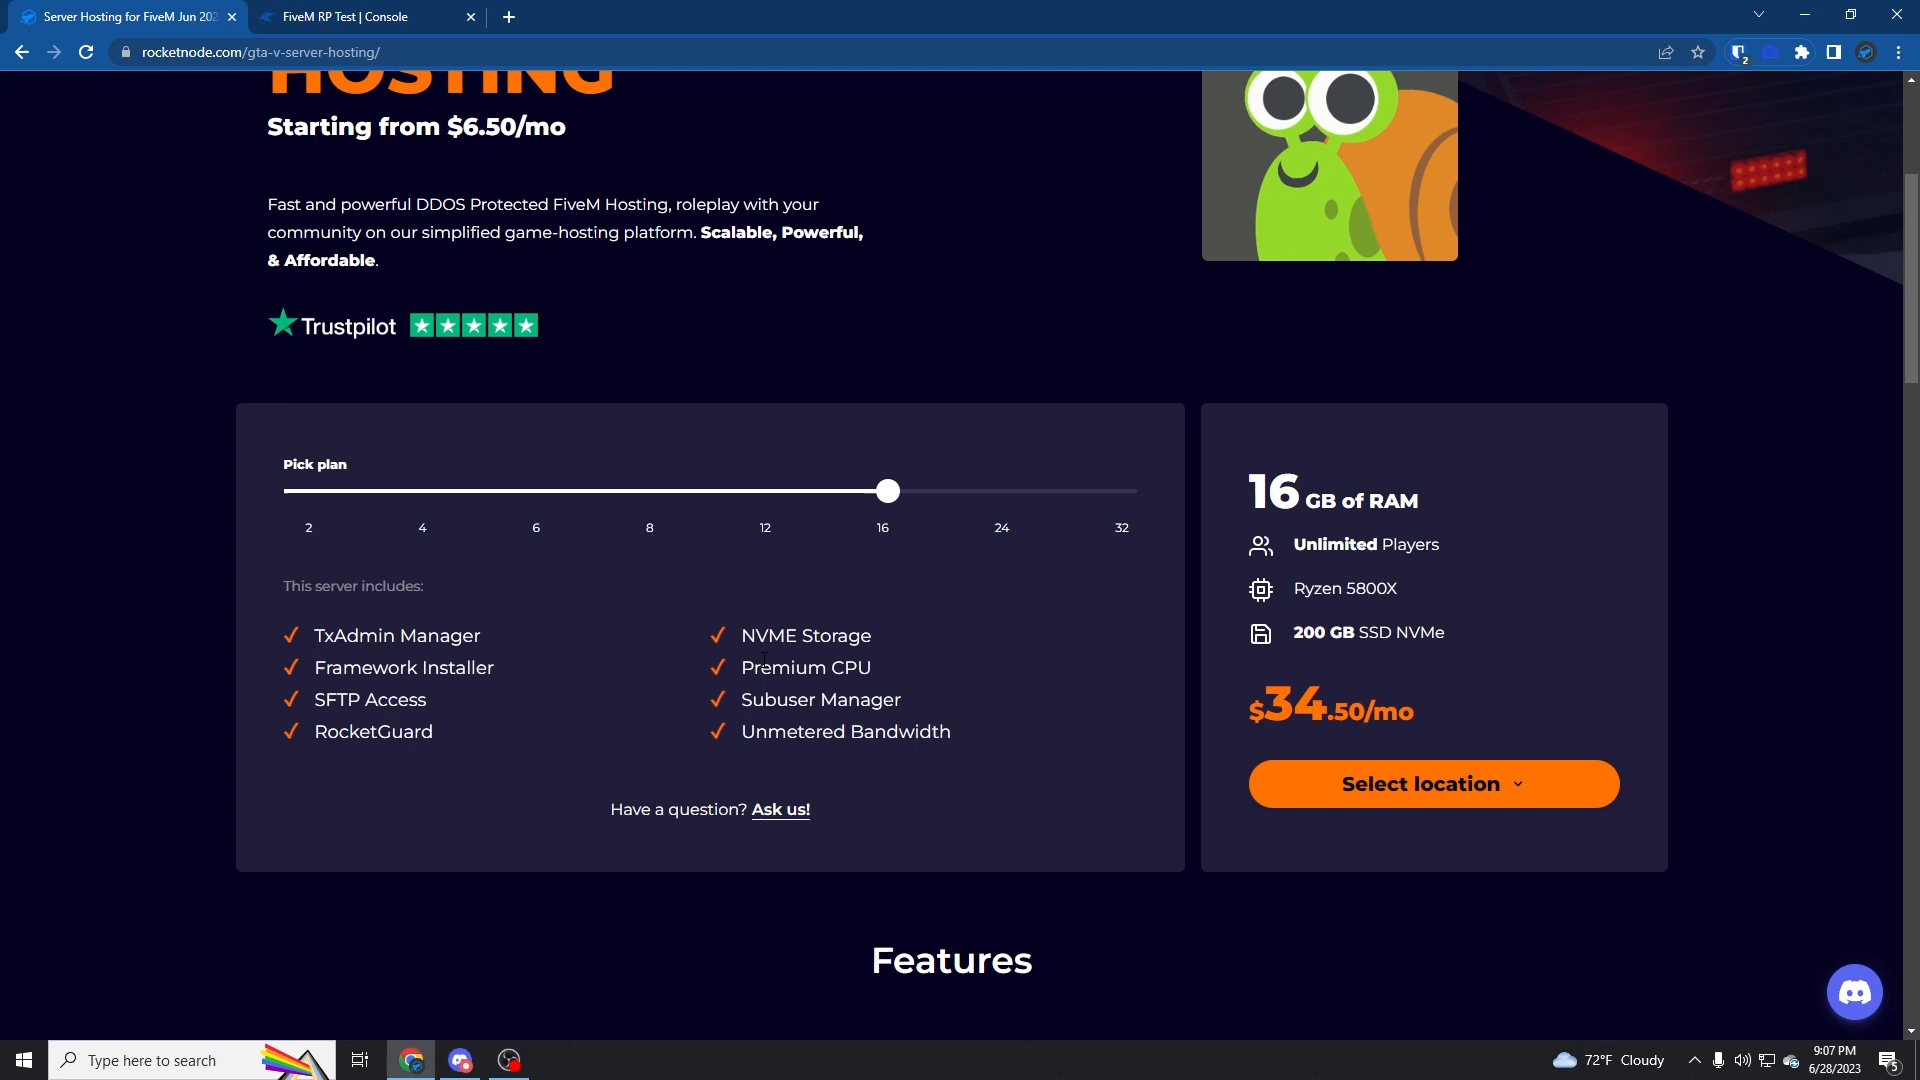 Server Hosting for FiveM Jun 202
FiveM RP Test | Console
rocketnode.com/gta-v-server-hosting/
2
HOSTING
Starting from $6.50/mo
Fast and powerful DDOS Protected FiveM Hosting, roleplay with your
community on our simplified game-hosting platform. Scalable, Powerful,
& Affordable.
Trustpilot
Pick plan
2 4 6 8 12 16 24 32
This server includes:
TxAdmin Manager
Framework Installer
SFTP Access
RocketGuard
NVME Storage
Premium CPU
Subuser Manager
Unmetered Bandwidth
Have a question? Ask us!
16 GB of RAM
Unlimited Players
Ryzen 5800X
200 GB SSD NVMe
$34.50/mo
Select location
Features
Type here to search
72°F Cloudy
9:07 PM
6/28/2023
5